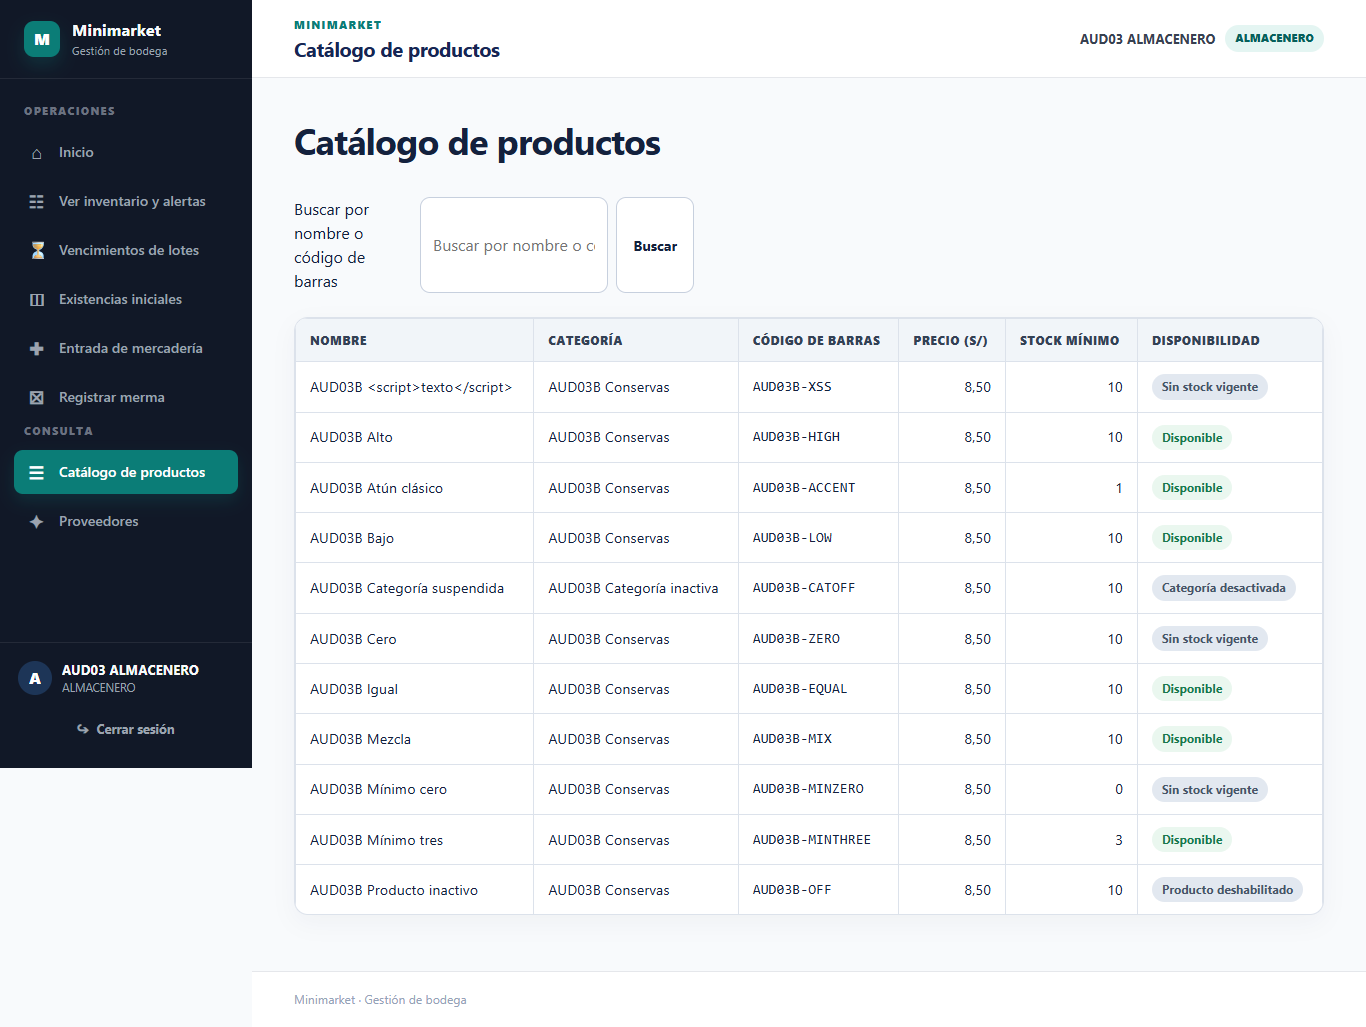 M
Minimarket
Gestión de bodega
OPERACIONES
Inicio
Ver inventario y alertas
Vencimientos de lotes
Existencias iniciales
Entrada de mercadería
Registrar merma
CONSULTA
Catálogo de productos
Proveedores
A
AUD03 ALMACENERO
ALMACENERO
Cerrar sesión
MINIMARKET
Catálogo de productos
AUD03 ALMACENERO ALMACENERO
Catálogo de productos
Buscar por
nombre o
código de
barras
Buscar por nombre o c
Buscar
NOMBRE CATEGORÍA CÓDIGO DE BARRAS PRECIO (S/) STOCK MÍNIMO DISPONIBILIDAD
AUD03B <script>texto</script> AUD03B Conservas AUD03B-XSS 8,50 10 Sin stock vigente
AUD03B Alto AUD03B Conservas AUD03B-HIGH 8,50 10 Disponible
AUD03B Atún clásico AUD03B Conservas AUD03B-ACCENT 8,50 1 Disponible
AUD03B Bajo AUD03B Conservas AUD03B-LOW 8,50 10 Disponible
AUD03B Categoría suspendida AUD03B Categoría inactiva AUD03B-CATOFF 8,50 10 Categoría desactivada
AUD03B Cero AUD03B Conservas AUD03B-ZERO 8,50 10 Sin stock vigente
AUD03B Igual AUD03B Conservas AUD03B-EQUAL 8,50 10 Disponible
AUD03B Mezcla AUD03B Conservas AUD03B-MIX 8,50 10 Disponible
AUD03B Mínimo cero AUD03B Conservas AUD03B-MINZERO 8,50 0 Sin stock vigente
AUD03B Mínimo tres AUD03B Conservas AUD03B-MINTHREE 8,50 3 Disponible
AUD03B Producto inactivo AUD03B Conservas AUD03B-OFF 8,50 10 Producto deshabilitado
Minimarket · Gestión de bodega